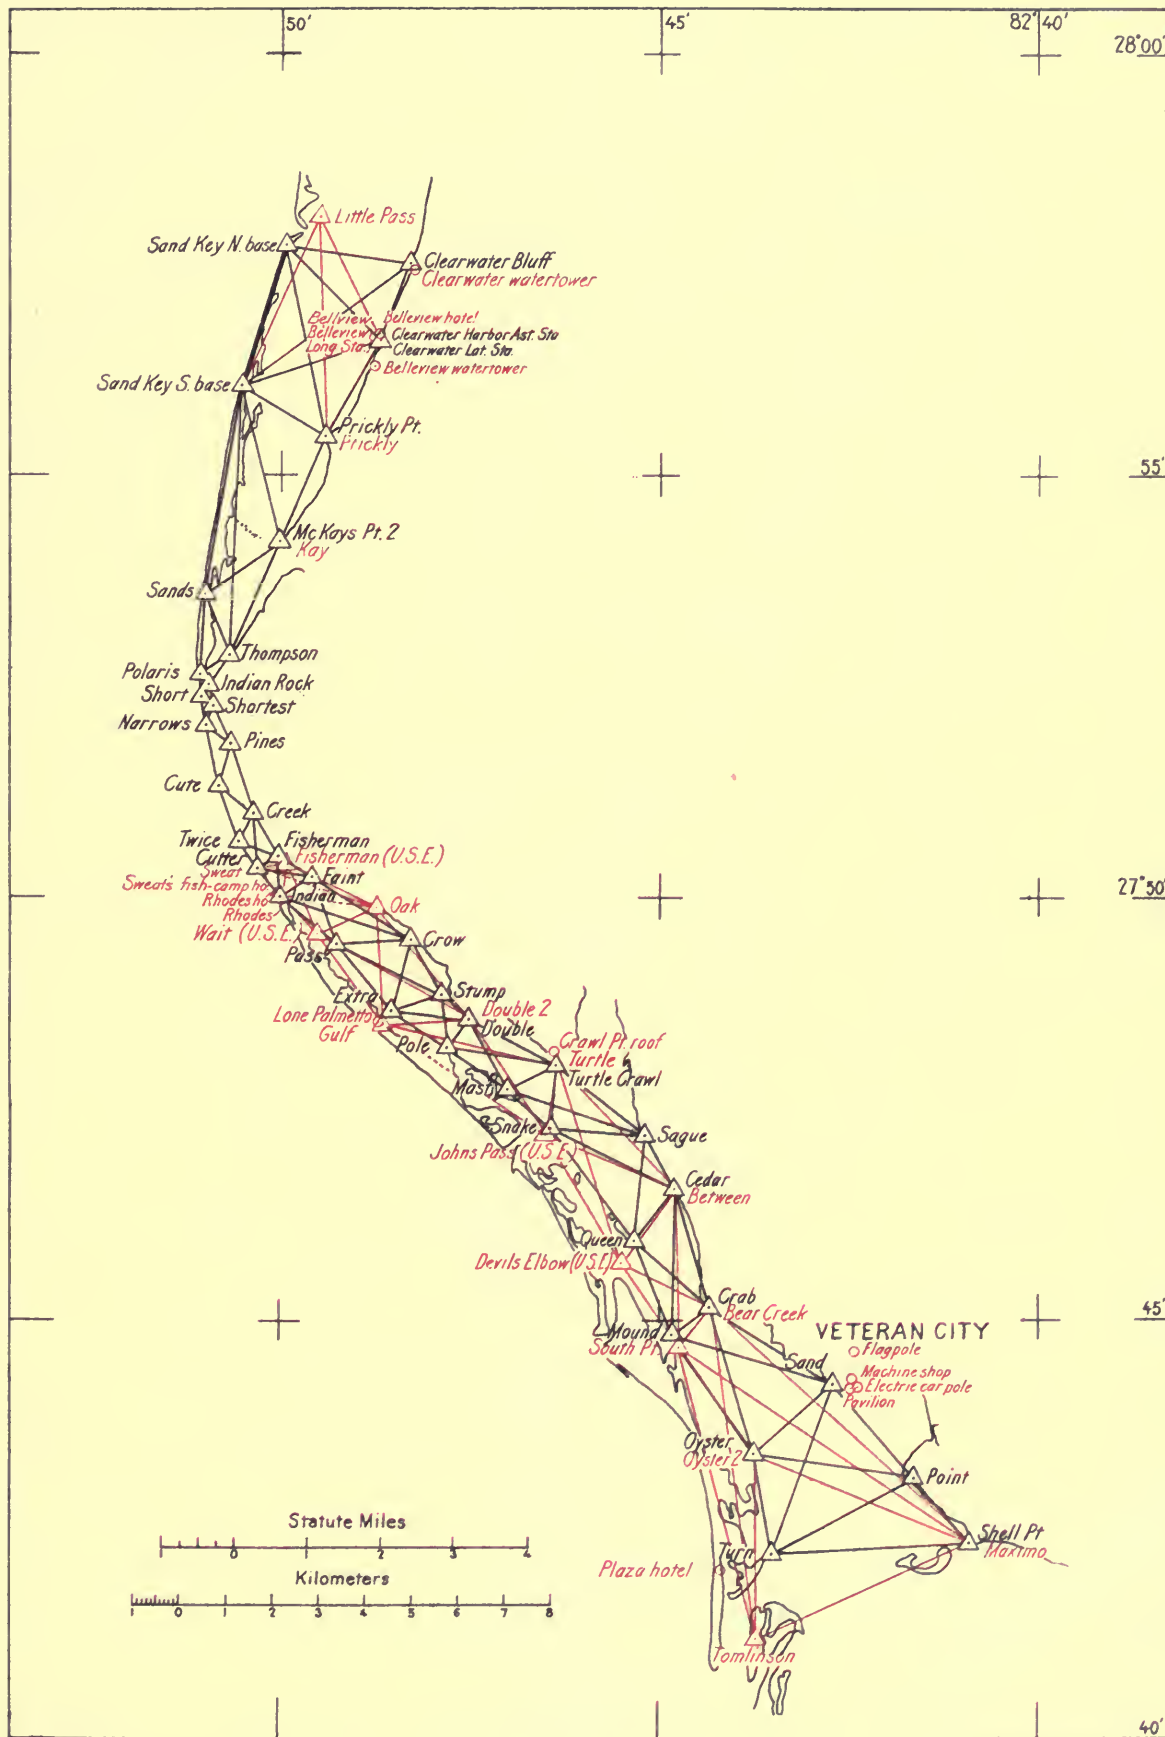 50'
45'
82°40'
28°00'
Little Pass
Sand Key N. base
Clearwater Bluff
Clearwater watertower
Bellview
Belleview hotel
Belleview
Clearwater Harbor Ast. Sta
Long Sta.
Clearwater Lat. Sta.
Belleview watertower
Sand Key S. base
Prickly Pt.
Prickly
55'
McKays Pt. 2
Kay
Sands
Thompson
Polaris
Indian Rock
Short
Shortest
Narrows
Pines
Cute
Creek
Twice
Fisherman
Fisherman (U.S.E.)
Cutter
Sweat
Faint
Sweats fish-camp ho
Indian
27°50'
Rhodes ho
Oak
Rhodes
Wait (U.S.E.)
Crow
Pass
Stump
Extra
Double 2
Lone Palmetto
Double
Gulf
Pole
Crawl Pt. roof
Turtle
Turtle Crawl
Mast
Snake
Sague
Johns Pass (U.S.E.)
Cedar
Between
Queen
Devils Elbow (U.S.E)
Crab
Bear Creek
45'
Mound
VETERAN CITY
South Pt.
Flagpole
Sand
Machine shop
Electric car pole
Pavilion
Oyster
Oyster 2
Point
Statute Miles
1 0 1 2 3 4
Shell Pt
Maximo
Turn
Plaza hotel
Kilometers
1 0 1 2 3 4 5 6 7 8
Tomlinson
40'